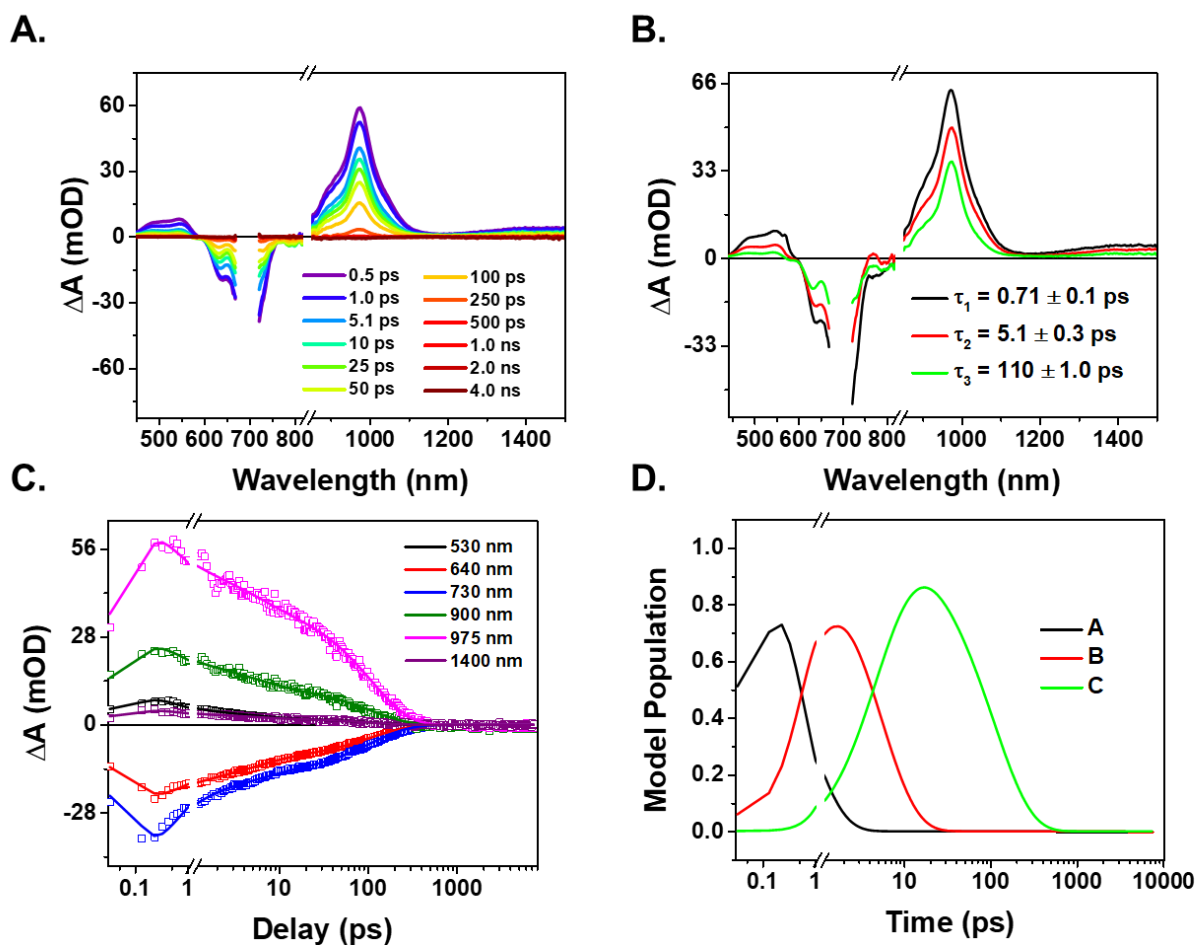 A.
60
30
0
-30
-60
ΔA (mOD)
0.5 ps
1.0 ps
5.1 ps
10 ps
25 ps
50 ps
100 ps
250 ps
500 ps
1.0 ns
2.0 ns
4.0 ns
500 600 700 800 1000 1200 1400
Wavelength (nm)
B.
66
33
0
-33
ΔA (mOD)
τ1 = 0.71 ± 0.1 ps
τ2 = 5.1 ± 0.3 ps
τ3 = 110 ± 1.0 ps
500 600 700 800 1000 1200 1400
Wavelength (nm)
C.
56
28
0
-28
ΔA (mOD)
530 nm
640 nm
730 nm
900 nm
975 nm
1400 nm
0.1 1 10 100 1000
Delay (ps)
D.
1.0
0.8
0.6
0.4
0.2
0.0
Model Population
A
B
C
0.1 1 10 100 1000 10000
Time (ps)